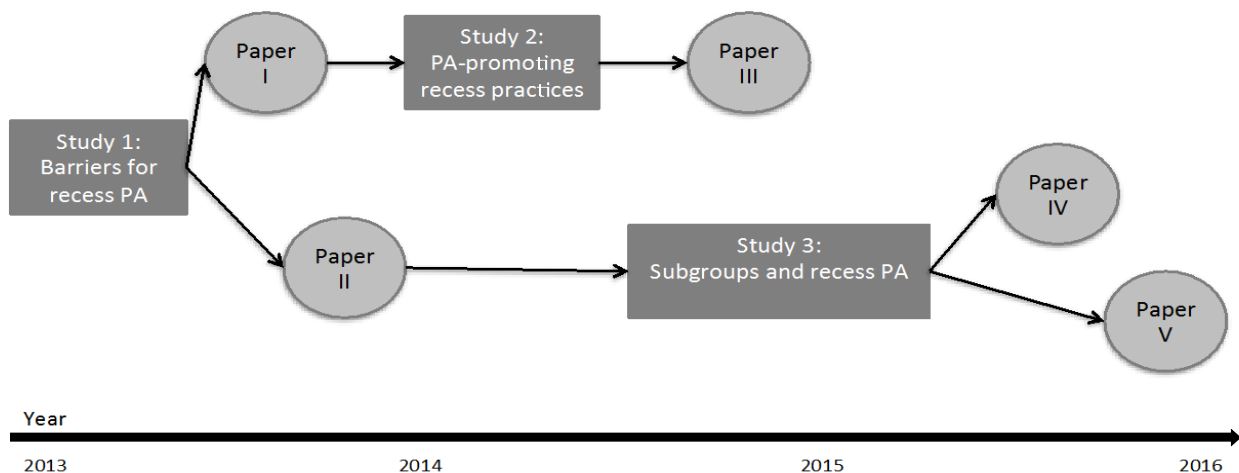 Paper
I
Study 2:
PA-promoting
recess practices
Paper
III
Study 1:
Barriers for
recess PA
Paper
II
Study 3:
Subgroups and recess PA
Paper
IV
Paper
V
Year
2013
2014
2015
2016